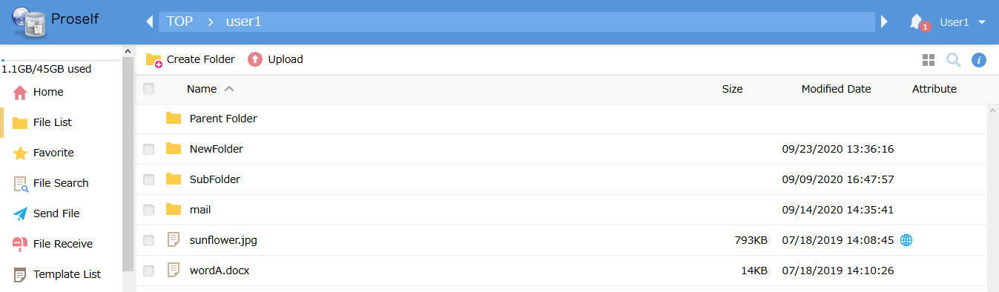 Proself
TOP > user1
1
User1
1.1GB/45GB used
Home
File List
Favorite
File Search
Send File
File Receive
Template List
Create Folder Upload
i
Name Size Modified Date Attribute
Parent Folder
NewFolder 09/23/2020 13:36:16
SubFolder 09/09/2020 16:47:57
mail 09/14/2020 14:35:41
sunflower.jpg 793KB 07/18/2019 14:08:45
wordA.docx 14KB 07/18/2019 14:10:26